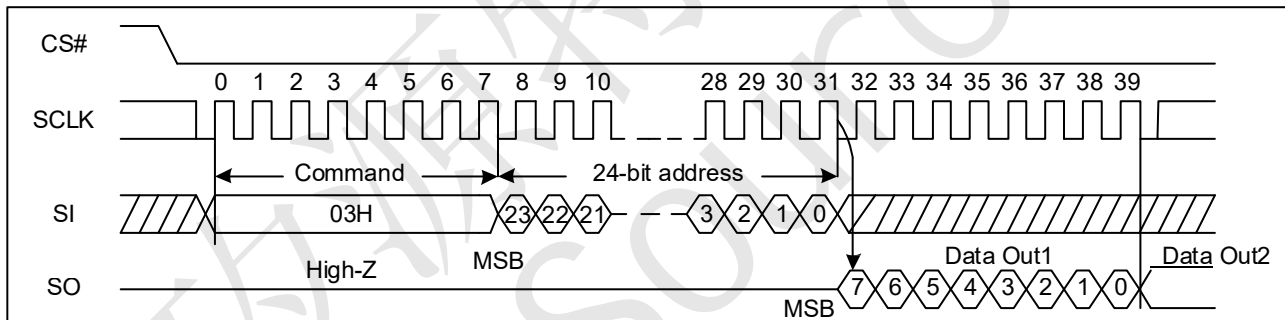 CS#
0 1 2 3 4 5 6 7 8 9 10 28 29 30 31 32 33 34 35 36 37 38 39
SCLK
Command 24-bit address
SI 03H 23 22 21 3 2 1 0
High-Z MSB Data Out1 Data Out2
SO 7 6 5 4 3 2 1 0
MSB